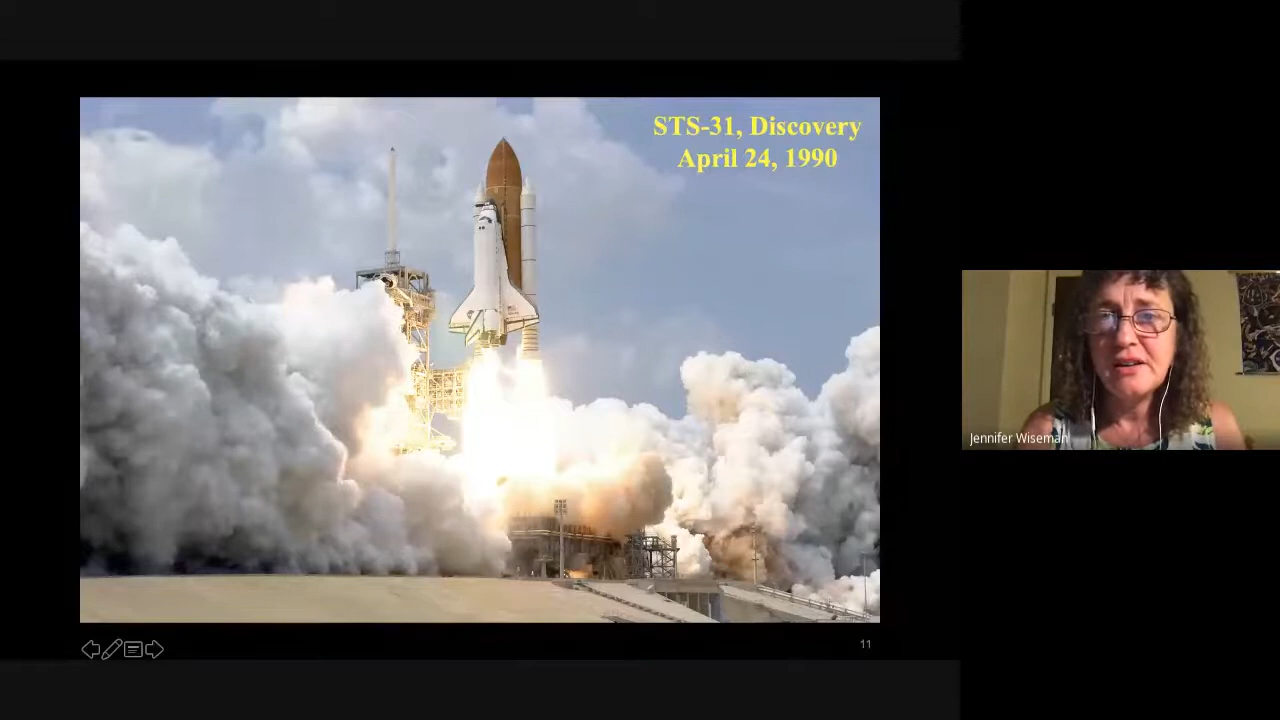 STS-31, Discovery
April 24, 1990
Jennifer Wiseman
11